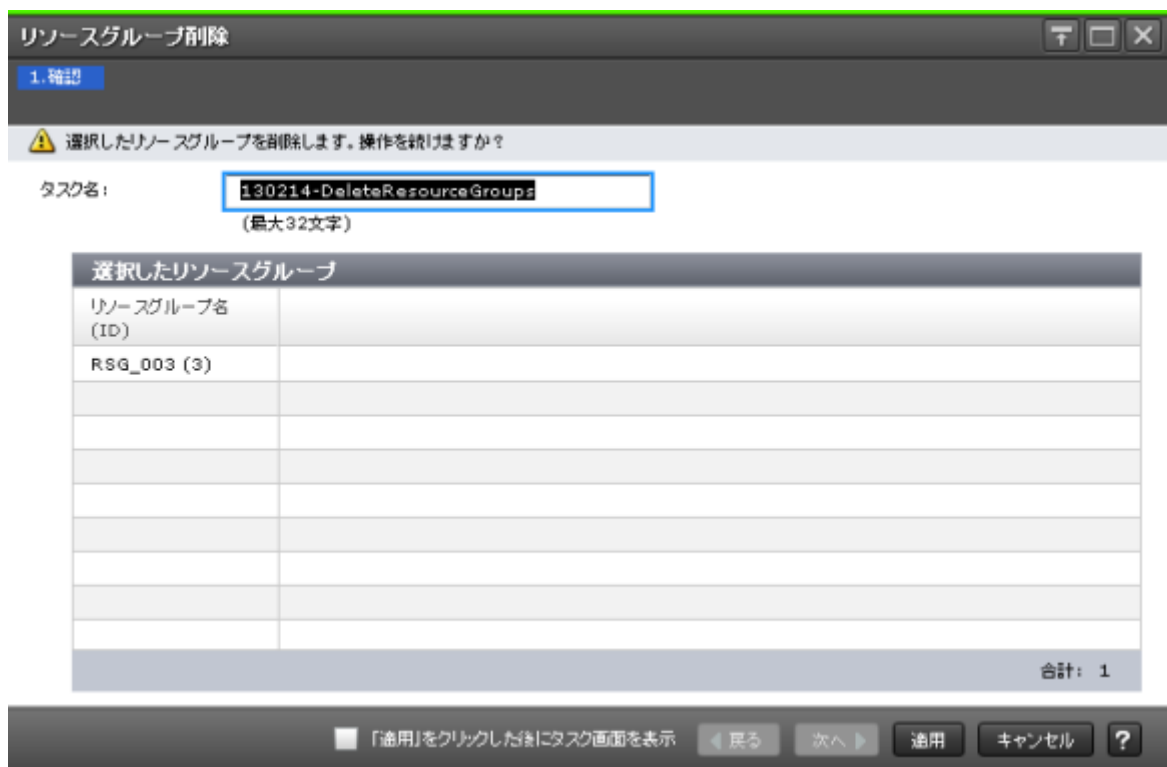 リソースグループ削除
1.確認
選択したリソースグループを削除します。操作を続けますか？
タスク名:
130214-DeleteResourceGroups
(最大32文字)
選択したリソースグループ
リソースグループ名
(ID)
RSG_003 (3)
合計: 1
「適用」をクリックした後にタスク画面を表示
戻る
次へ
適用
キャンセル
?